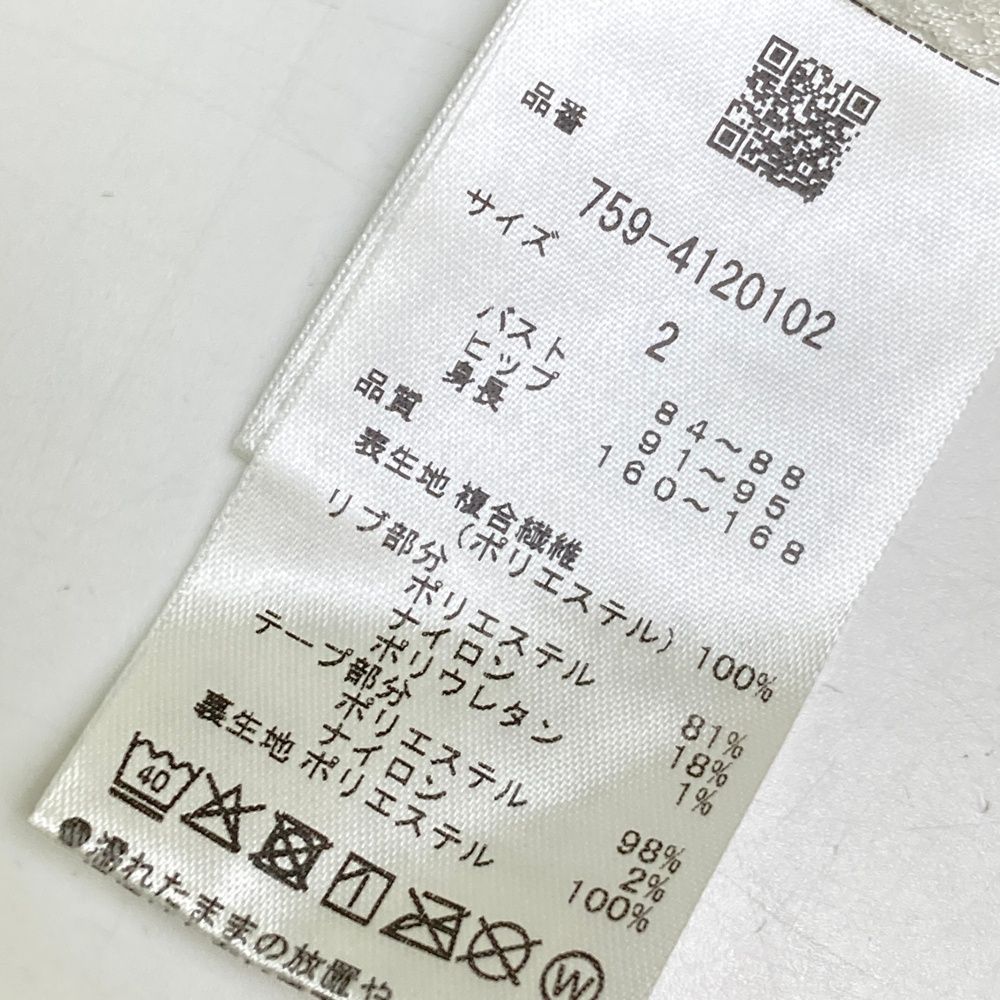 品番
759-4120102
サイズ 2
バスト 84～88
ヒップ 91～95
身長 160～168
品質
表生地 複合繊維
(ポリエステル) 100%
リブ部分
ポリエステル 81%
ナイロン 18%
ポリウレタン 1%
テープ部分
ポリエステル 98%
ナイロン 2%
裏生地 ポリエステル 100%
40
W
●濡れたままの放置や